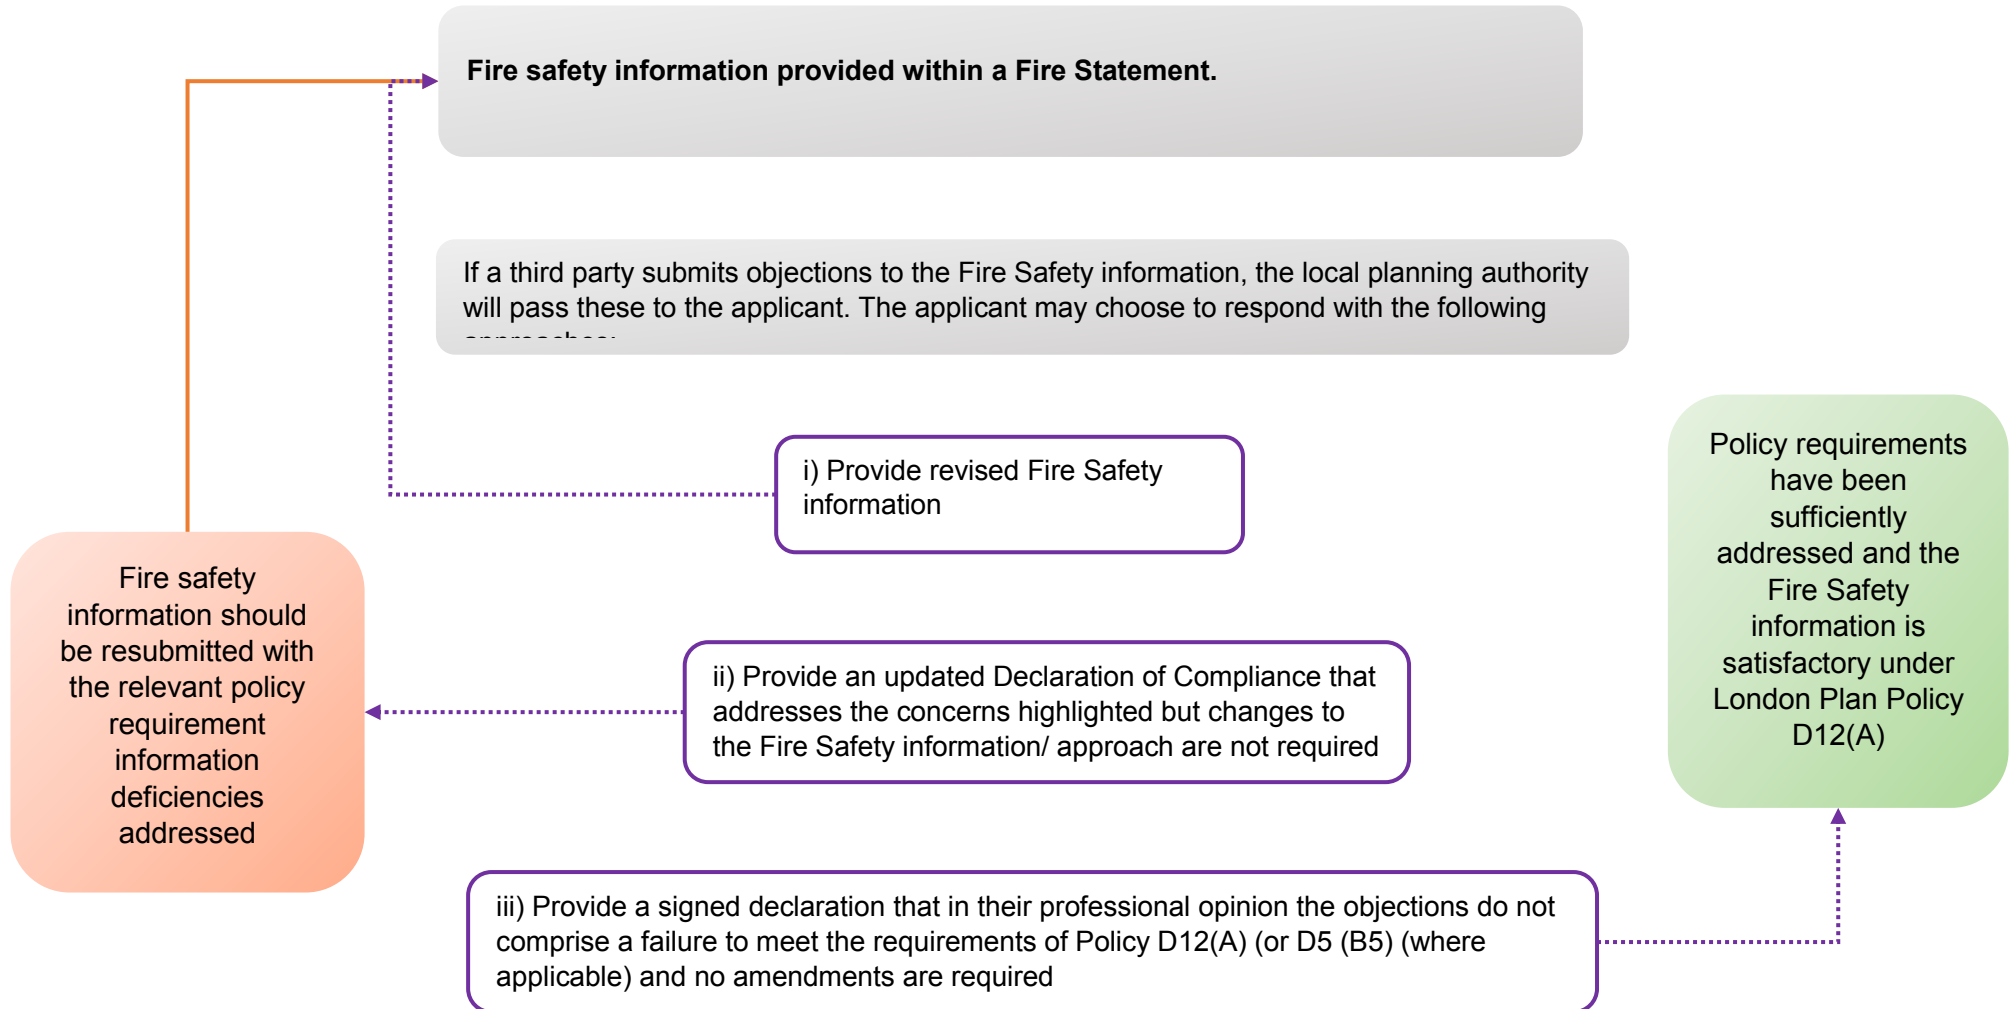 Fire safety information provided within a Fire Statement.
If a third party submits objections to the Fire Safety information, the local planning authority
will pass these to the applicant. The applicant may choose to respond with the following
approaches:
i) Provide revised Fire Safety
information
Policy requirements
have been
sufficiently
addressed and the
Fire Safety
information is
satisfactory under
London Plan Policy
D12(A)
Fire safety
information should
be resubmitted with
the relevant policy
requirement
information
deficiencies
addressed
ii) Provide an updated Declaration of Compliance that
addresses the concerns highlighted but changes to
the Fire Safety information/ approach are not required
iii) Provide a signed declaration that in their professional opinion the objections do not
comprise a failure to meet the requirements of Policy D12(A) (or D5 (B5) (where
applicable) and no amendments are required